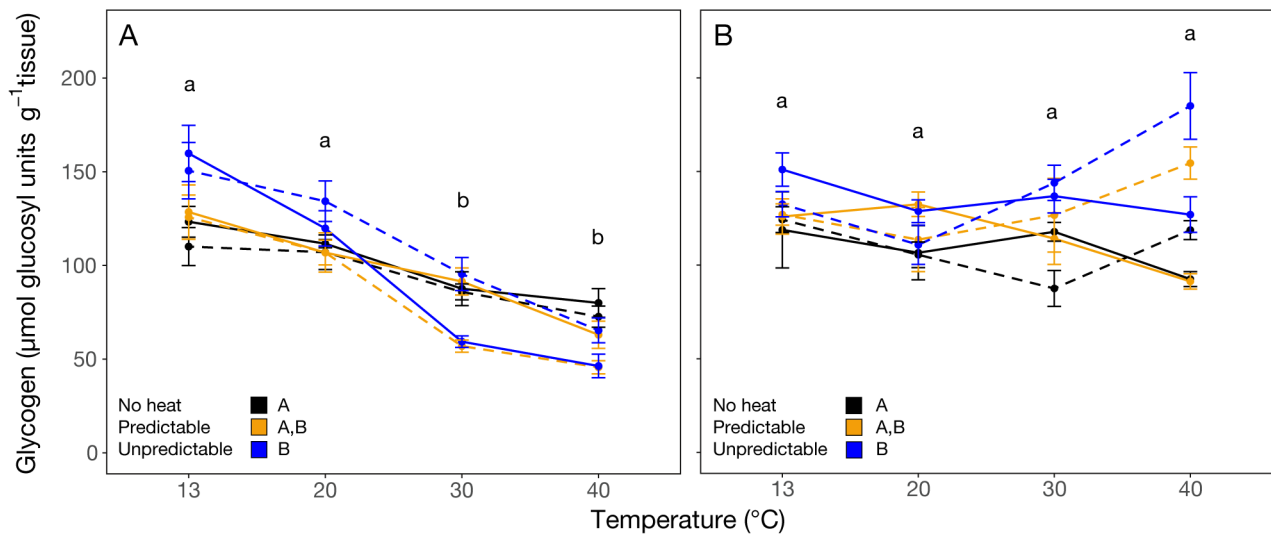 Glycogen (µmol glucosyl units g⁻¹tissue)
200
150
100
50
0
A
a
a
b
b
No heat A
Predictable A,B
Unpredictable B
13 20 30 40
B
a
a
a
a
No heat A
Predictable A,B
Unpredictable B
13 20 30 40
Temperature (°C)